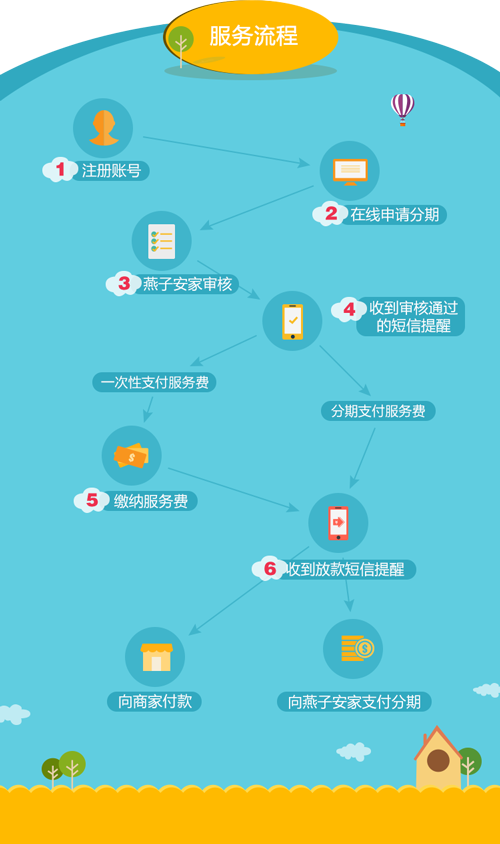 服务流程
1 注册账号
2 在线申请分期
3 燕子安家审核
4 收到审核通过
的短信提醒
一次性支付服务费
分期支付服务费
5 缴纳服务费
6 收到放款短信提醒
向商家付款
向燕子安家支付分期